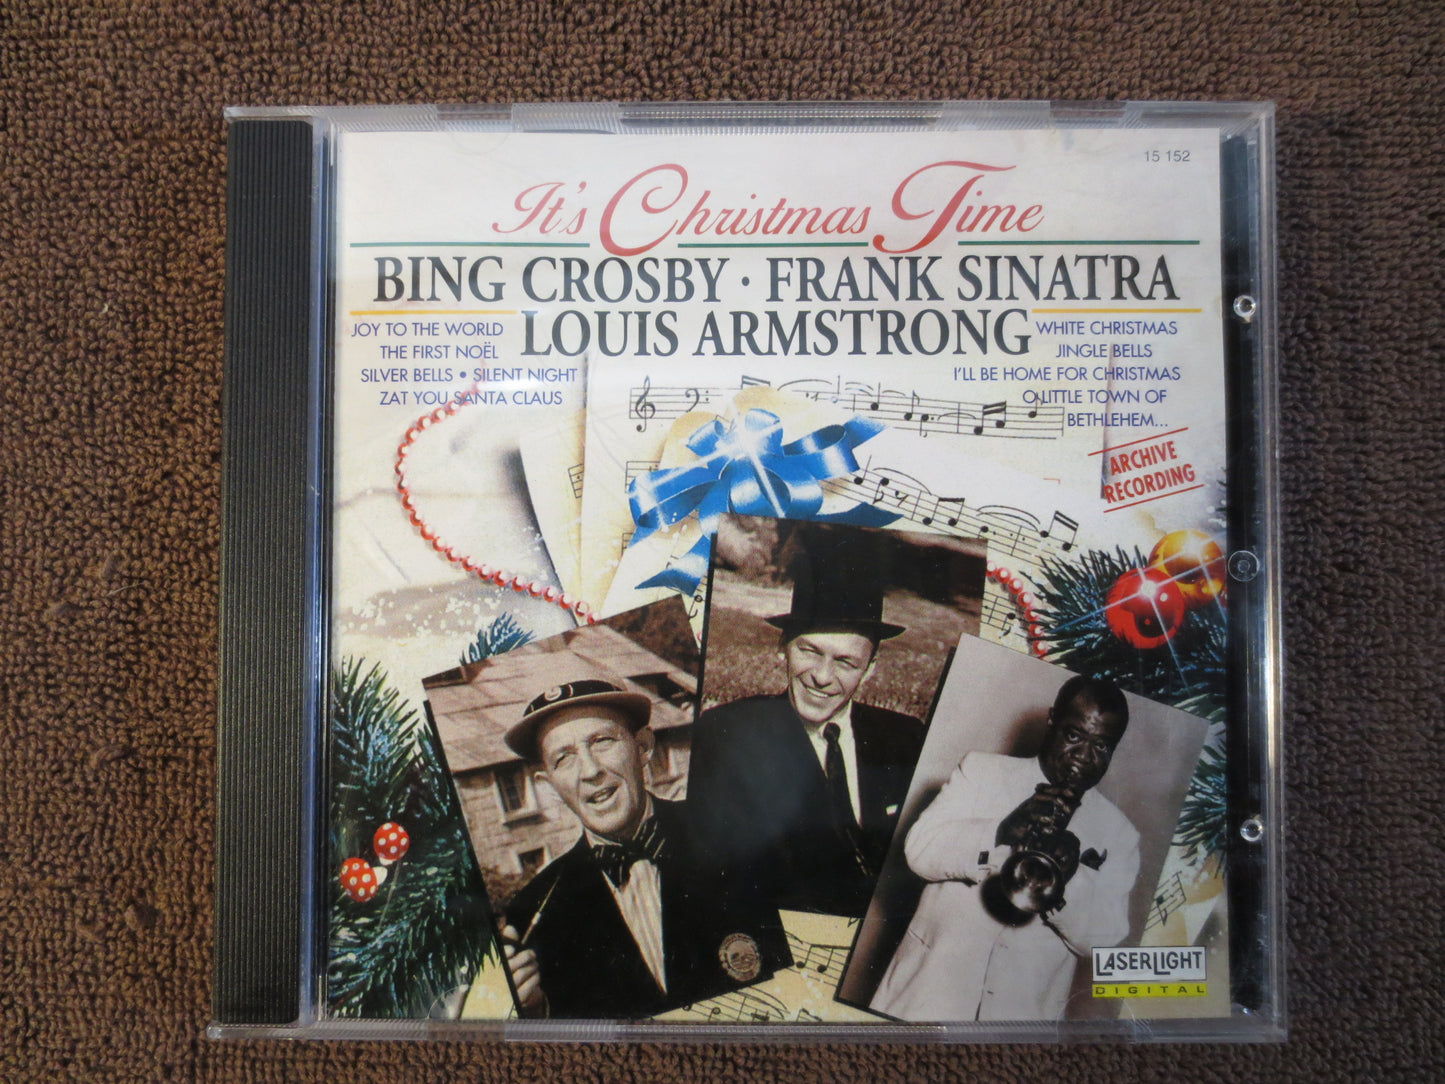 15 152
It's Christmas Time
BING CROSBY · FRANK SINATRA
LOUIS ARMSTRONG
JOY TO THE WORLD
THE FIRST NOËL
SILVER BELLS • SILENT NIGHT
ZAT YOU SANTA CLAUS
WHITE CHRISTMAS
JINGLE BELLS
I'LL BE HOME FOR CHRISTMAS
O LITTLE TOWN OF
BETHLEHEM...
ARCHIVE
RECORDING
LASERLIGHT
DIGITAL